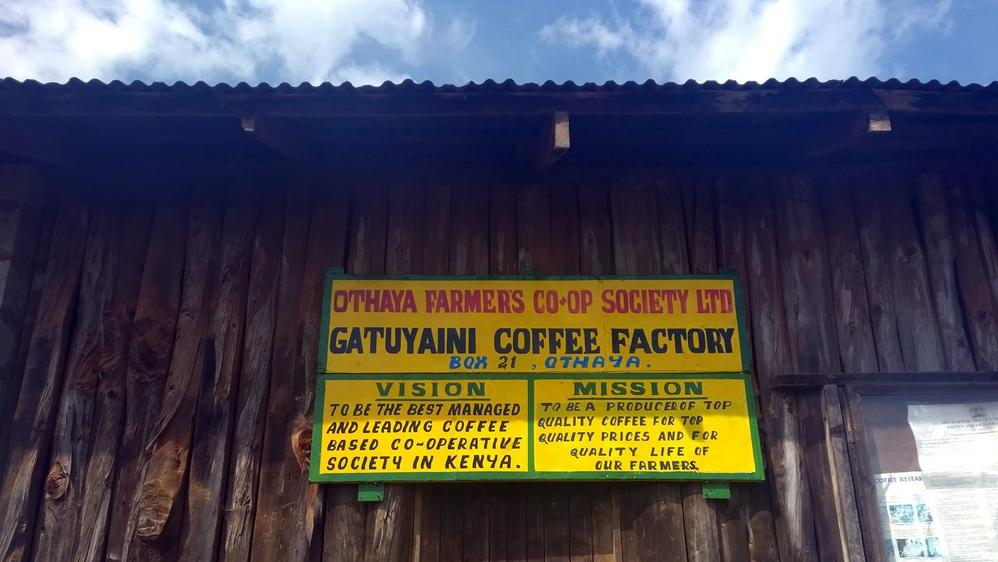 OTHAYA FARMERS CO-OP SOCIETY LTD
GATUYAINI COFFEE FACTORY
BOX 21, OTHAYA.
VISION
TO BE THE BEST MANAGED
AND LEADING COFFEE
BASED CO-OPERATIVE
SOCIETY IN KENYA.
MISSION
TO BE A PRODUCER OF TOP
QUALITY COFFEE FOR TOP
QUALITY PRICES AND FOR
QUALITY LIFE OF
OUR FARMERS.